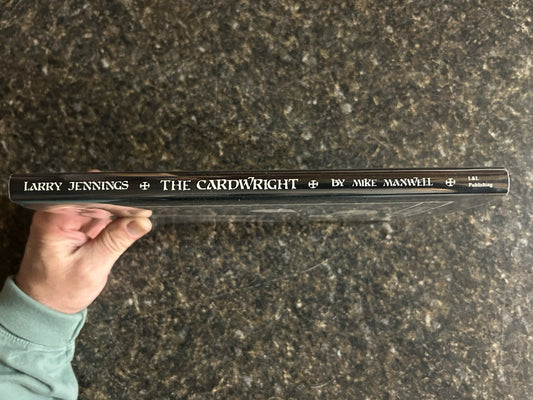 LARRY JENNINGS ✠ THE CARDWRIGHT ✠ BY MIKE MAXWELL ✠ L&L
Publishing